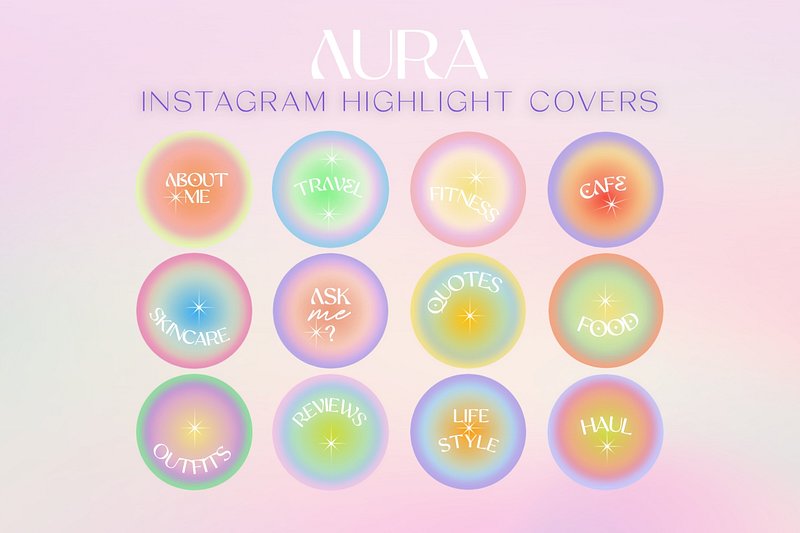 AURA
INSTAGRAM HIGHLIGHT COVERS
ABOUT
ME
TRAVEL
FITNESS
CAFE
SKINCARE
ASK
me
?
QUOTES
FOOD
OUTFITS
REVIEWS
LIFE
STYLE
HAUL